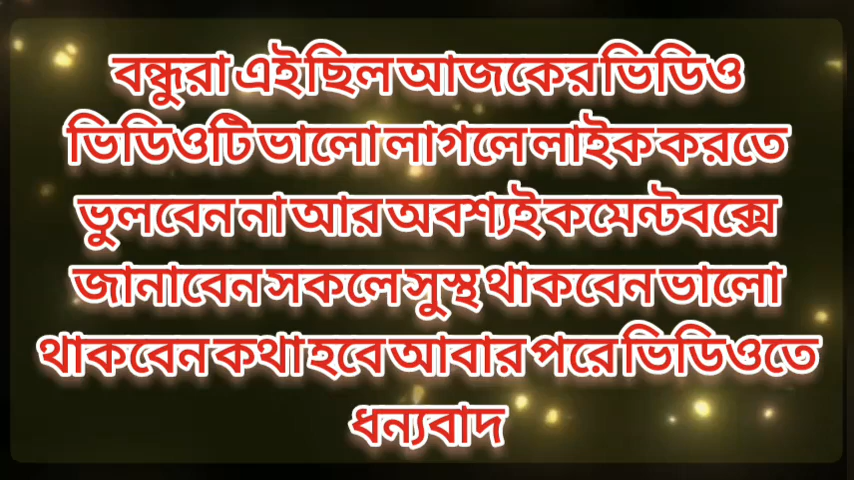 বন্ধুরা এই ছিল আজকের ভিডিও
ভিডিওটি ভালো লাগলে লাইক করতে
ভুলবেন না আর অবশ্যই কমেন্ট বক্সে
জানাবেন সকলে সুস্থ থাকবেন ভালো
থাকবেন কথা হবে আবার পরে ভিডিওতে
ধন্যবাদ